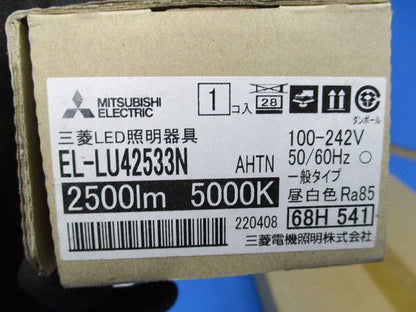 MITSUBISHI
ELECTRIC
1 コ入
28
ダンボール
三菱LED照明器具
EL-LU42533N AHTN
2500lm 5000K
100-242V
50/60Hz ○
一般タイプ
昼白色 Ra85
220408 68H 541
三菱電機照明株式会社